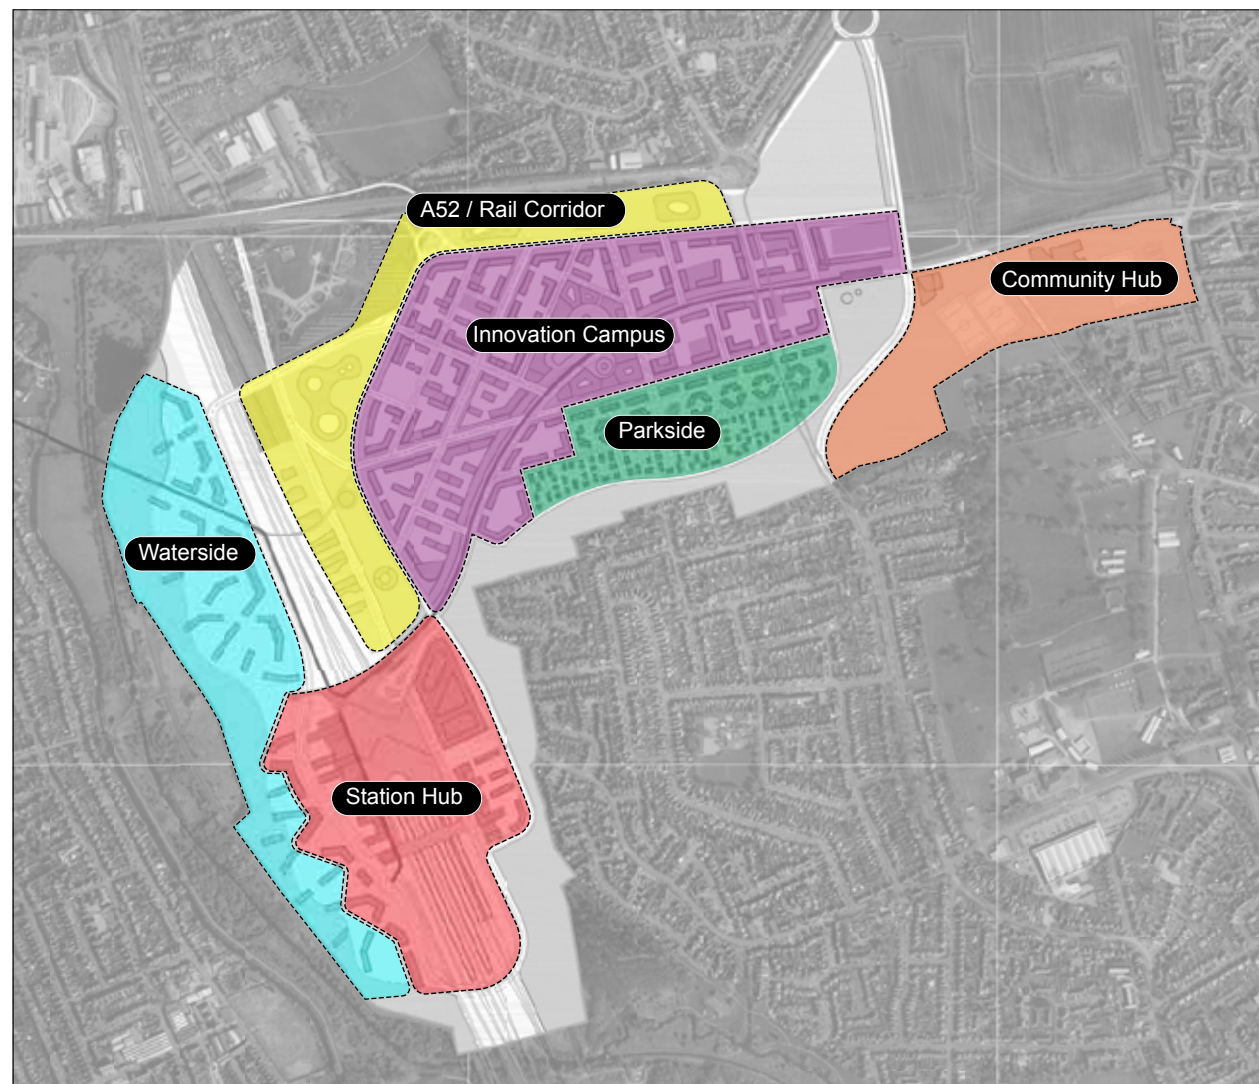 A52 / Rail Corridor
Community Hub
Innovation Campus
Parkside
Waterside
Station Hub